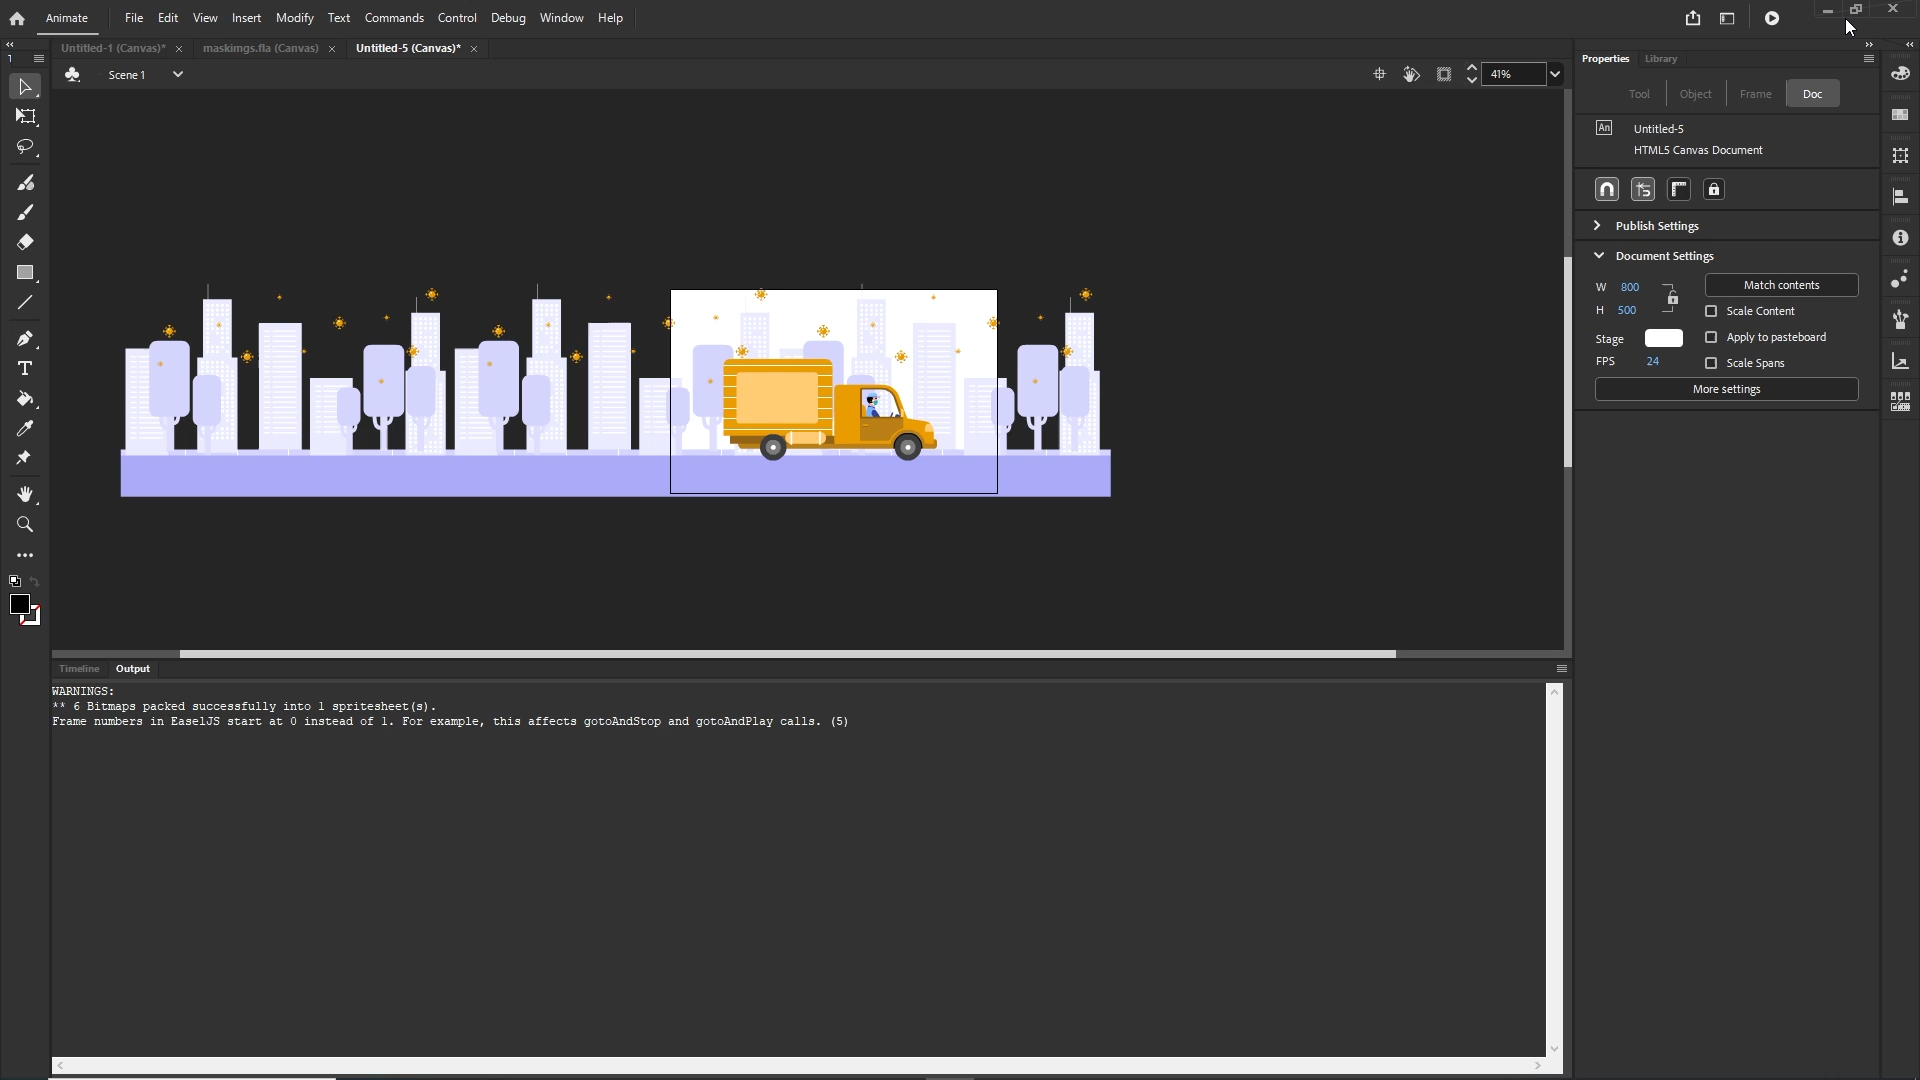 Animate File Edit View Insert Modify Text Commands Control Debug Window Help
Untitled-1 (Canvas)* maskimgs.fla (Canvas) Untitled-5 (Canvas)*
Scene 1 41%
Properties Library
Tool Object Frame Doc
An Untitled-5
HTML5 Canvas Document
Publish Settings
Document Settings
W 800 Match contents
H 500 Scale Content
Stage Apply to pasteboard
FPS 24 Scale Spans
More settings
Timeline Output
WARNINGS:
** 6 Bitmaps packed successfully into 1 spritesheet(s).
Frame numbers in EaselJS start at 0 instead of 1. For example, this affects gotoAndStop and gotoAndPlay calls. (5)